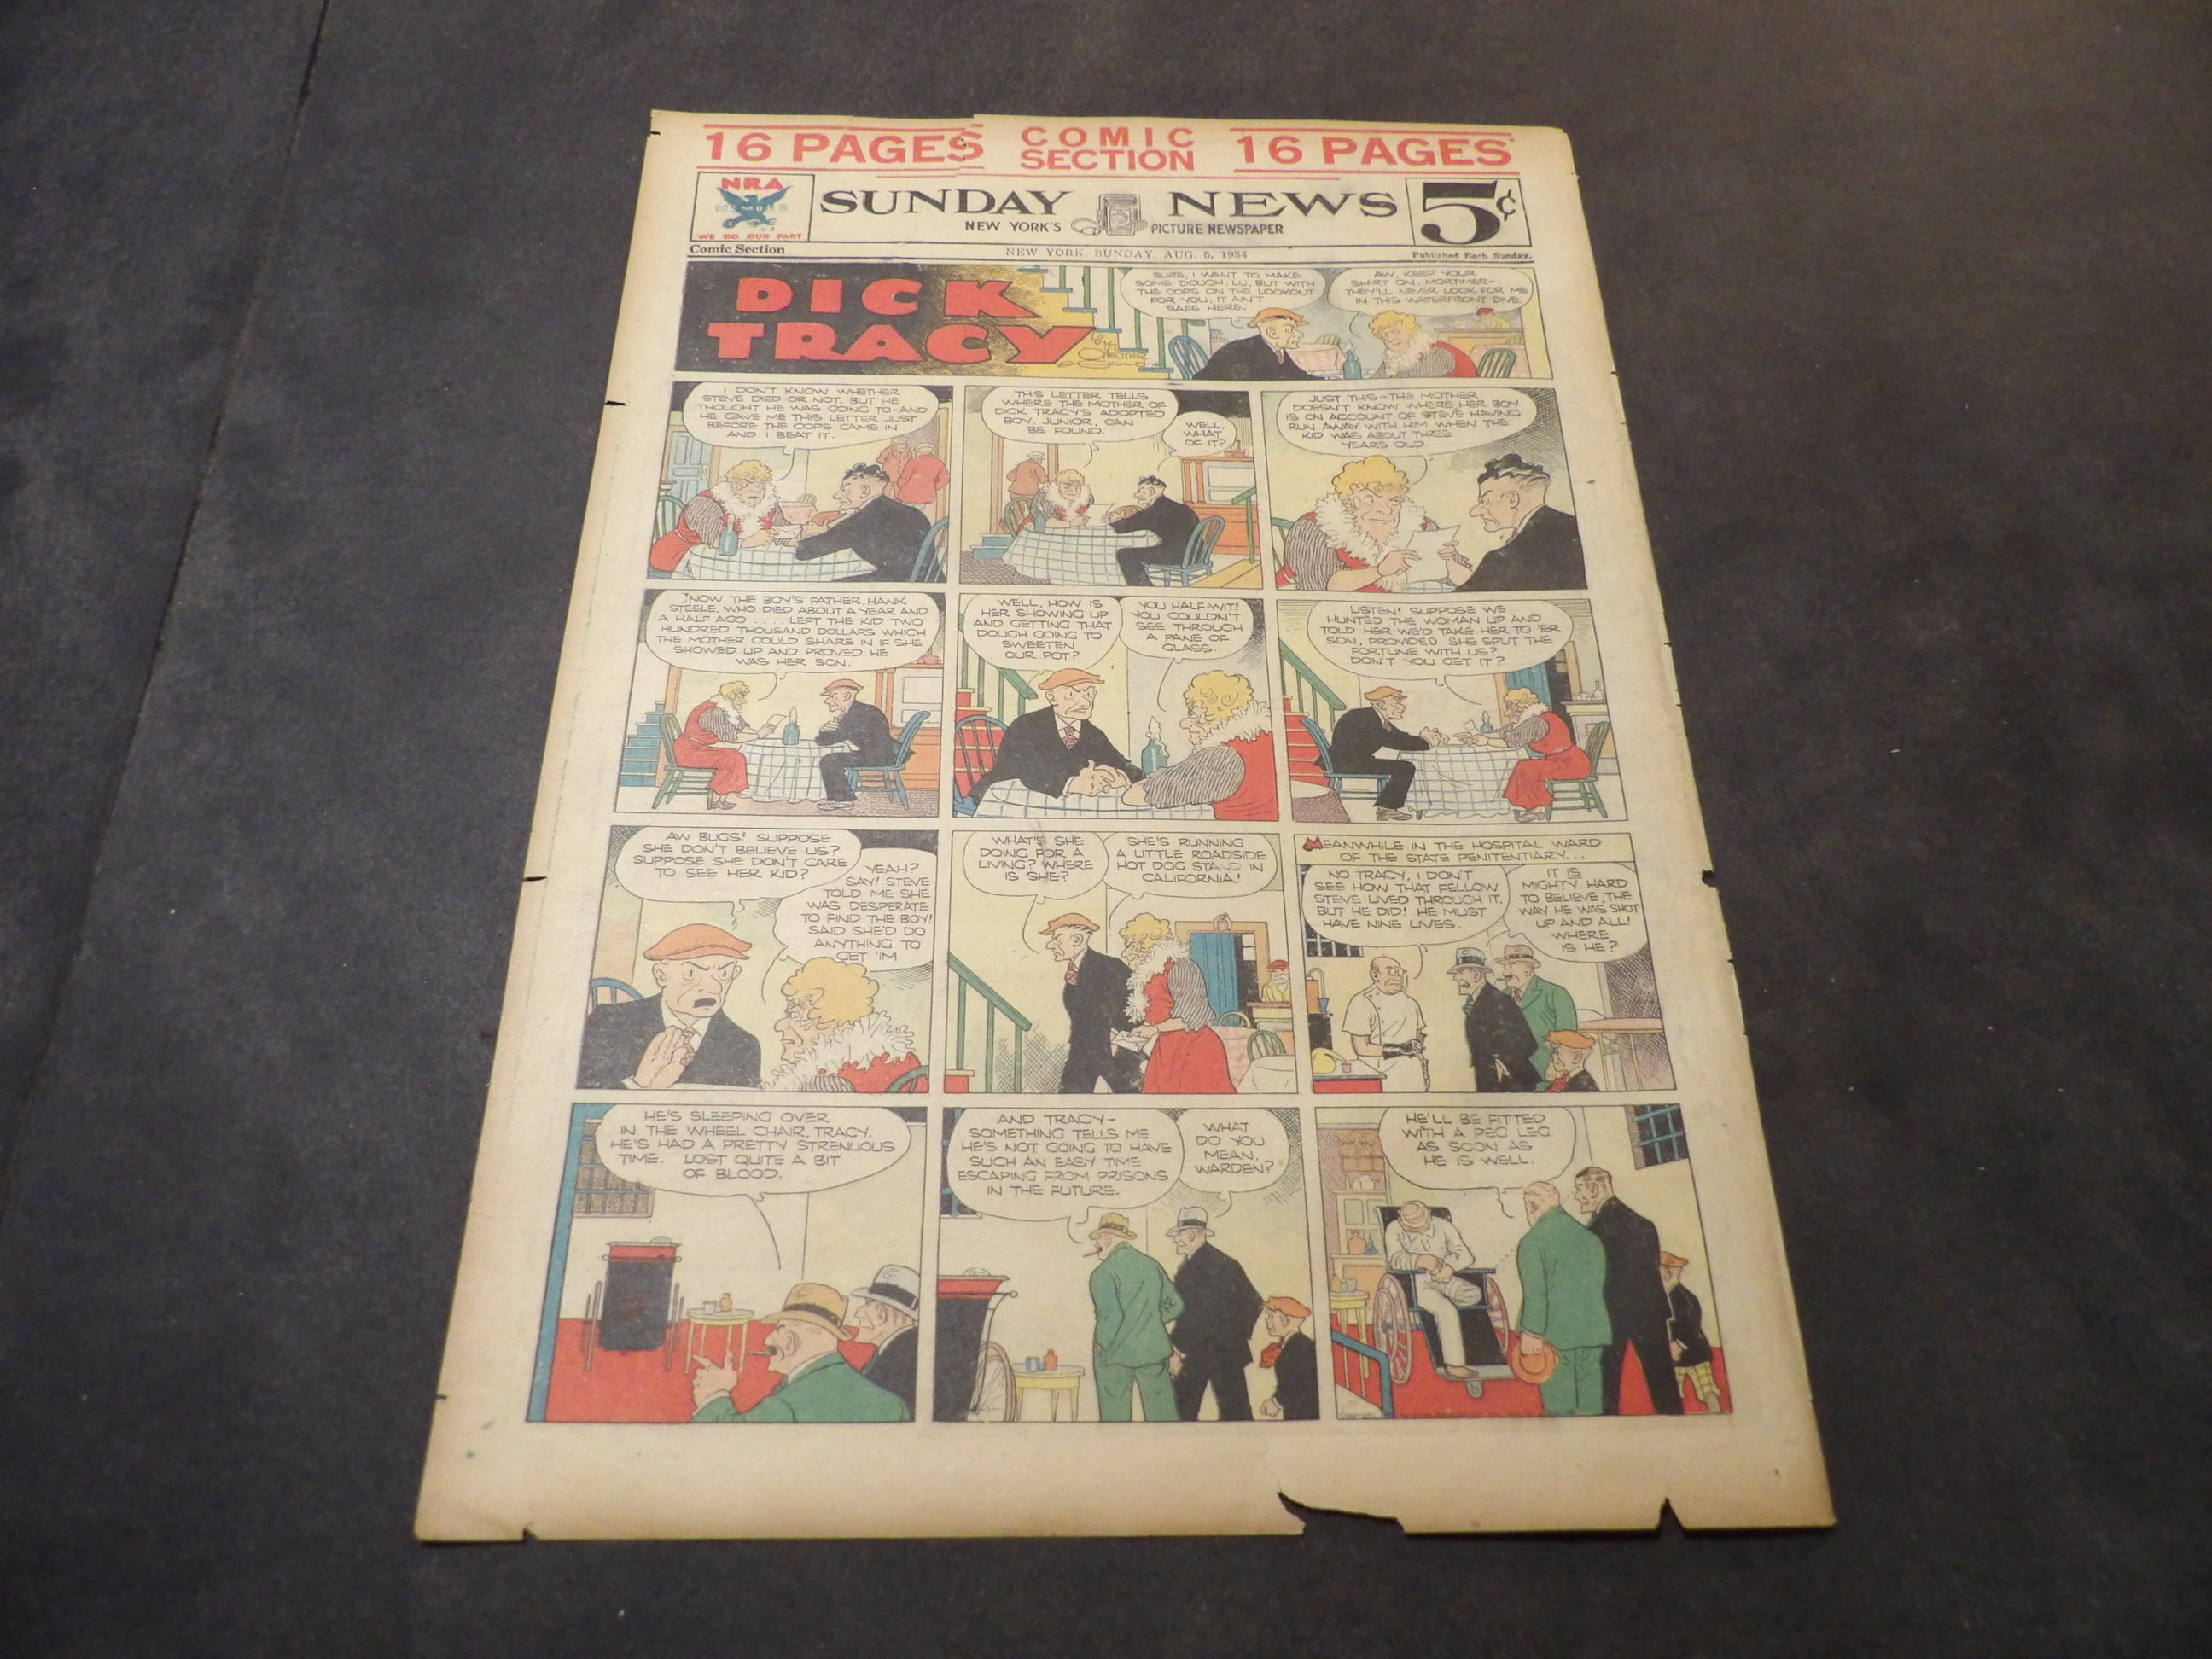 16 PAGES COMIC SECTION 16 PAGES
NRA
MEMBER
U.S.
WE DO OUR PART
SUNDAY NEWS
NEW YORK'S PICTURE NEWSPAPER
5¢
Comic Section
NEW YORK, SUNDAY, AUG. 5, 1934
Published Each Sunday.
DICK
TRACY
by
CHESTER
GOULD
SURE, I WANT TO MAKE
SOME DOUGH, LU, BUT WITH
THE COPS ON THE LOOKOUT
FOR YOU, IT AIN'T
SAFE HERE.
AW, KEEP YOUR
SHIRT ON, MORTIMER-
THEY'LL NEVER LOOK FOR ME
IN THIS WATERFRONT DIVE.
I DON'T KNOW WHETHER
STEVE DIED OR NOT, BUT HE
THOUGHT HE WAS GOING TO-AND
HE GAVE ME THIS LETTER JUST
BEFORE THE COPS CAME IN
AND I BEAT IT.
THIS LETTER TELLS
WHERE THE MOTHER OF
DICK TRACY'S ADOPTED
BOY, JUNIOR, CAN
BE FOUND.
WELL,
WHAT
OF IT?
JUST THIS-THE MOTHER
DOESN'T KNOW WHERE HER BOY
IS ON ACCOUNT OF STEVE HAVING
RUN AWAY WITH HIM WHEN THE
KID WAS ABOUT THREE
YEARS OLD.
NOW THE BOY'S FATHER, HANK
STEELE, WHO DIED ABOUT A YEAR AND
A HALF AGO .... LEFT THE KID TWO
HUNDRED THOUSAND DOLLARS WHICH
THE MOTHER COULD SHARE IN IF SHE
SHOWED UP AND PROVED HE
WAS HER SON.
WELL, HOW IS
HER SHOWING UP
AND GETTING THAT
DOUGH GOING TO
SWEETEN
OUR POT?
YOU HALF-WIT!
YOU COULDN'T
SEE THROUGH
A PANE OF
GLASS.
LISTEN! SUPPOSE WE
HUNTED THE WOMAN UP AND
TOLD HER WE'D TAKE HER TO 'ER
SON, PROVIDED SHE SPLIT THE
FORTUNE WITH US?
DON'T YOU GET IT?
AW BUGS! SUPPOSE
SHE DON'T BELIEVE US?
SUPPOSE SHE DON'T CARE
TO SEE HER KID?
YEAH?
SAY! STEVE
TOLD ME SHE
WAS DESPERATE
TO FIND THE BOY!
SAID SHE'D DO
ANYTHING TO
GET 'IM
WHAT'S SHE
DOING FOR A
LIVING? WHERE
IS SHE?
SHE'S RUNNING
A LITTLE ROADSIDE
HOT DOG STAND IN
CALIFORNIA!
MEANWHILE IN THE HOSPITAL WARD
OF THE STATE PENITENTIARY...
NO TRACY, I DON'T
SEE HOW THAT FELLOW
STEVE LIVED THROUGH IT.
BUT HE DID! HE MUST
HAVE NINE LIVES.
IT IS
MIGHTY HARD
TO BELIEVE, THE
WAY HE WAS SHOT
UP AND ALL!
WHERE
IS HE?
HE'S SLEEPING OVER
IN THE WHEEL CHAIR, TRACY.
HE'S HAD A PRETTY STRENUOUS
TIME. LOST QUITE A BIT
OF BLOOD.
AND TRACY-
SOMETHING TELLS ME
HE'S NOT GOING TO HAVE
SUCH AN EASY TIME
ESCAPING FROM PRISONS
IN THE FUTURE.
WHAT
DO YOU
MEAN,
WARDEN?
HE'LL BE FITTED
WITH A PEG LEG
AS SOON AS
HE IS WELL.